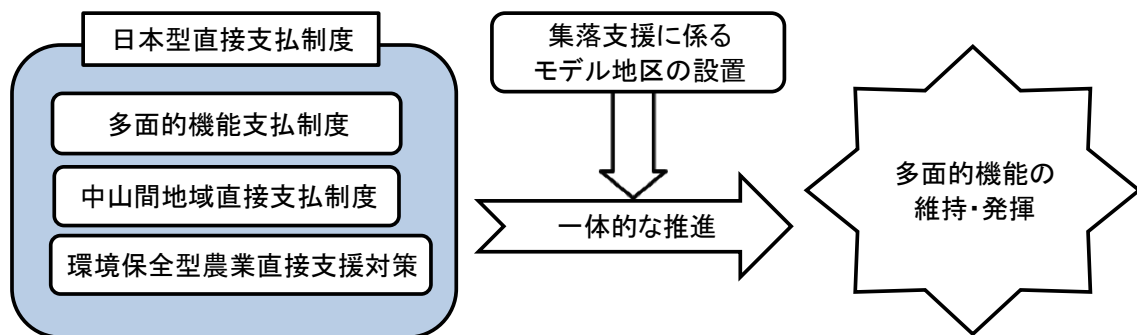 日本型直接支払制度
多面的機能支払制度
中山間地域直接支払制度
環境保全型農業直接支援対策
集落支援に係る
モデル地区の設置
一体的な推進
多面的機能の
維持・発揮